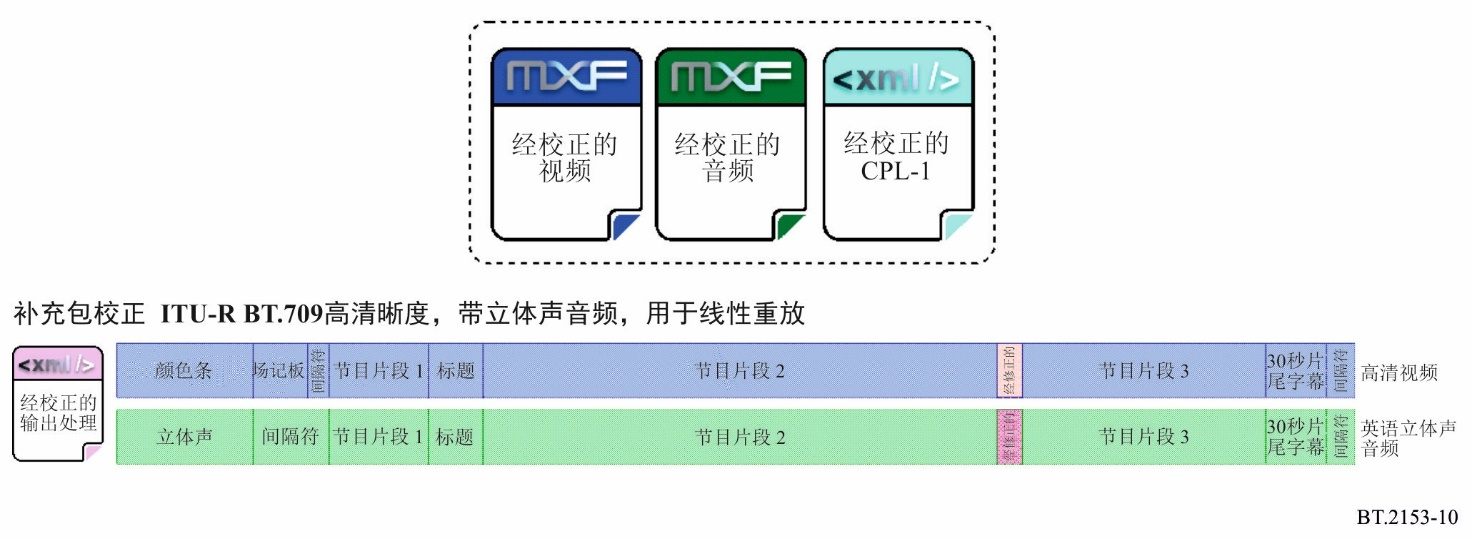 MXF
经校正的
视频
MXF
经校正的
音频
<xml/>
经校正的
CPL-1
补充包校正 ITU-R BT.709高清晰度，带立体声音频，用于线性重放
<xml/>
经校正的
输出处理
颜色条 场记板 间隔符 节目片段 1 标题 节目片段 2 经修正的 节目片段 3 30秒片尾字幕 间隔符 高清视频
立体声 间隔符 节目片段 1 标题 节目片段 2 经修正的 节目片段 3 30秒片尾字幕 间隔符 英语立体声
音频
BT.2153-10